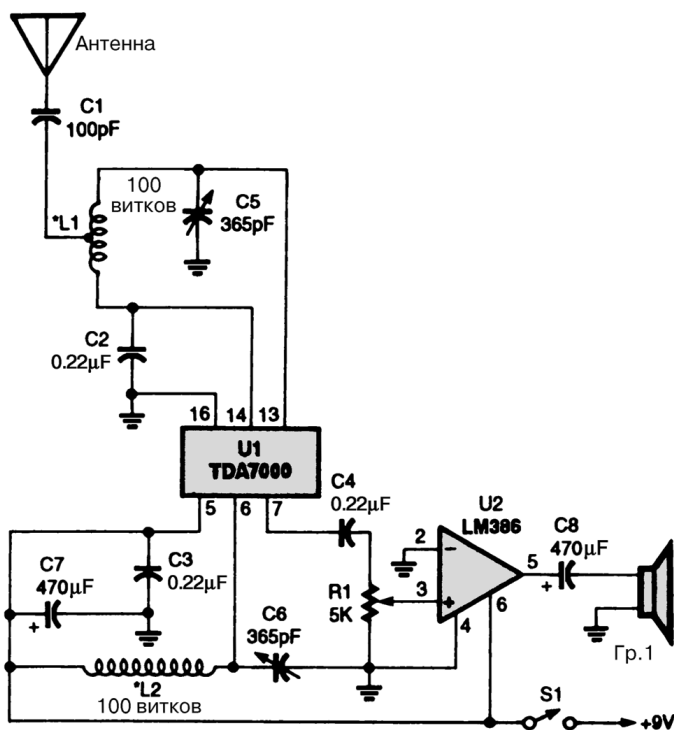 Антенна
C1
100pF
100
витков
*L1
C5
365pF
C2
0.22µF
16
14
13
U1
TDA7000
5
6
7
C4
0.22µF
U2
LM386
C8
470µF
2
−
3
+
5
6
4
+
C7
470µF
+
C3
0.22µF
R1
5K
C6
365pF
*L2
100 витков
Гр.1
S1
+9V